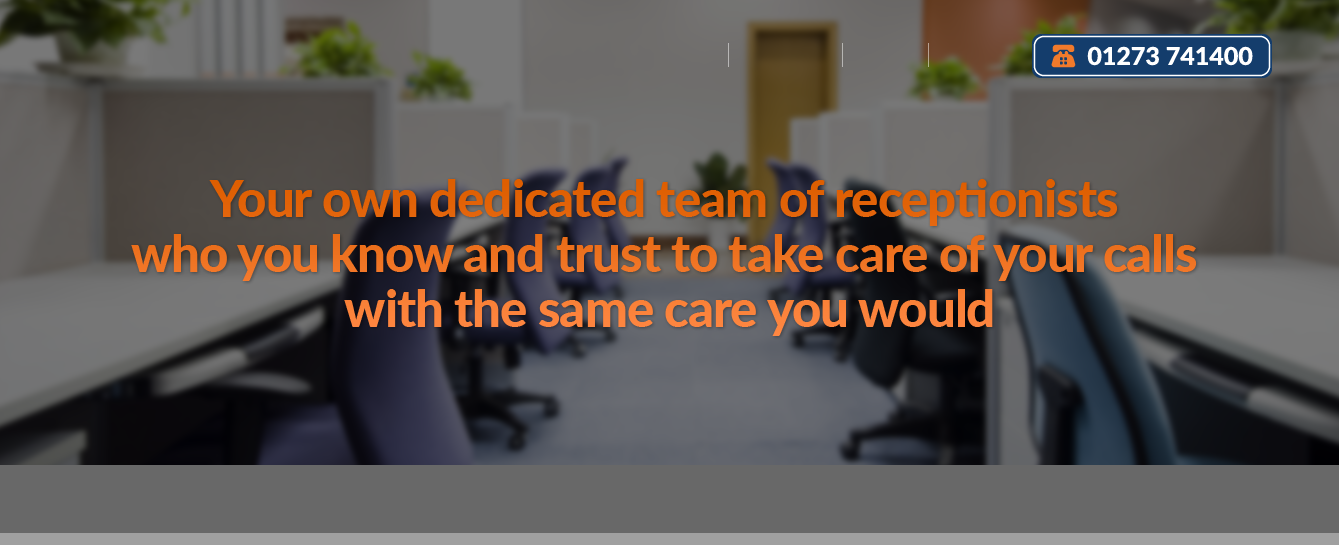 01273 741400
Your own dedicated team of receptionists
who you know and trust to take care of your calls
with the same care you would